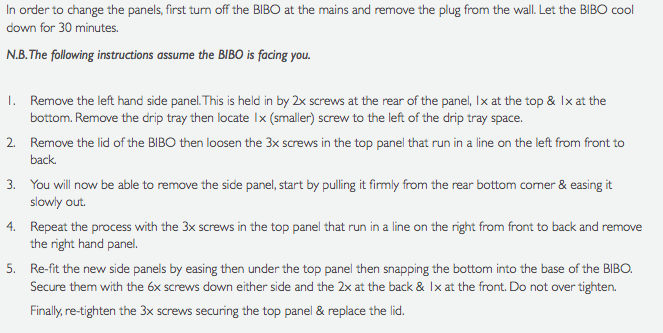 In order to change the panels, first turn off the BIBO at the mains and remove the plug from the wall. Let the BIBO cool
down for 30 minutes.
N.B. The following instructions assume the BIBO is facing you.
1. Remove the left hand side panel. This is held in by 2x screws at the rear of the panel, 1x at the top & 1x at the
bottom. Remove the drip tray then locate 1x (smaller) screw to the left of the drip tray space.
2. Remove the lid of the BIBO then loosen the 3x screws in the top panel that run in a line on the left from front to
back.
3. You will now be able to remove the side panel, start by pulling it firmly from the rear bottom corner & easing it
slowly out.
4. Repeat the process with the 3x screws in the top panel that run in a line on the right from front to back and remove
the right hand panel.
5. Re-fit the new side panels by easing then under the top panel then snapping the bottom into the base of the BIBO.
Secure them with the 6x screws down either side and the 2x at the back & 1x at the front. Do not over tighten.
Finally, re-tighten the 3x screws securing the top panel & replace the lid.